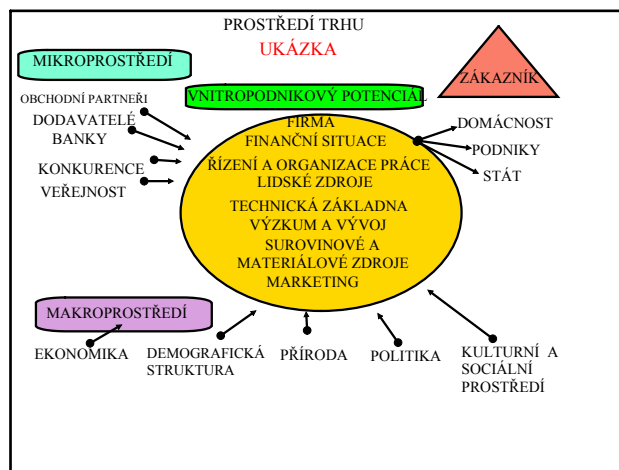 PROSTŘEDÍ TRHU
UKÁZKA
MIKROPROSTŘEDÍ
ZÁKAZNÍK
VNITROPODNIKOVÝ POTENCIÁL
OBCHODNÍ PARTNEŘI
DODAVATELÉ
BANKY
KONKURENCE
VEŘEJNOST
FIRMA
FINANČNÍ SITUACE
ŘÍZENÍ A ORGANIZACE PRÁCE
LIDSKÉ ZDROJE
TECHNICKÁ ZÁKLADNA
VÝZKUM A VÝVOJ
SUROVINOVÉ A
MATERIÁLOVÉ ZDROJE
MARKETING
DOMÁCNOST
PODNIKY
STÁT
MAKROPROSTŘEDÍ
EKONOMIKA
DEMOGRAFICKÁ
STRUKTURA
PŘÍRODA
POLITIKA
KULTURNÍ A
SOCIÁLNÍ
PROSTŘEDÍ